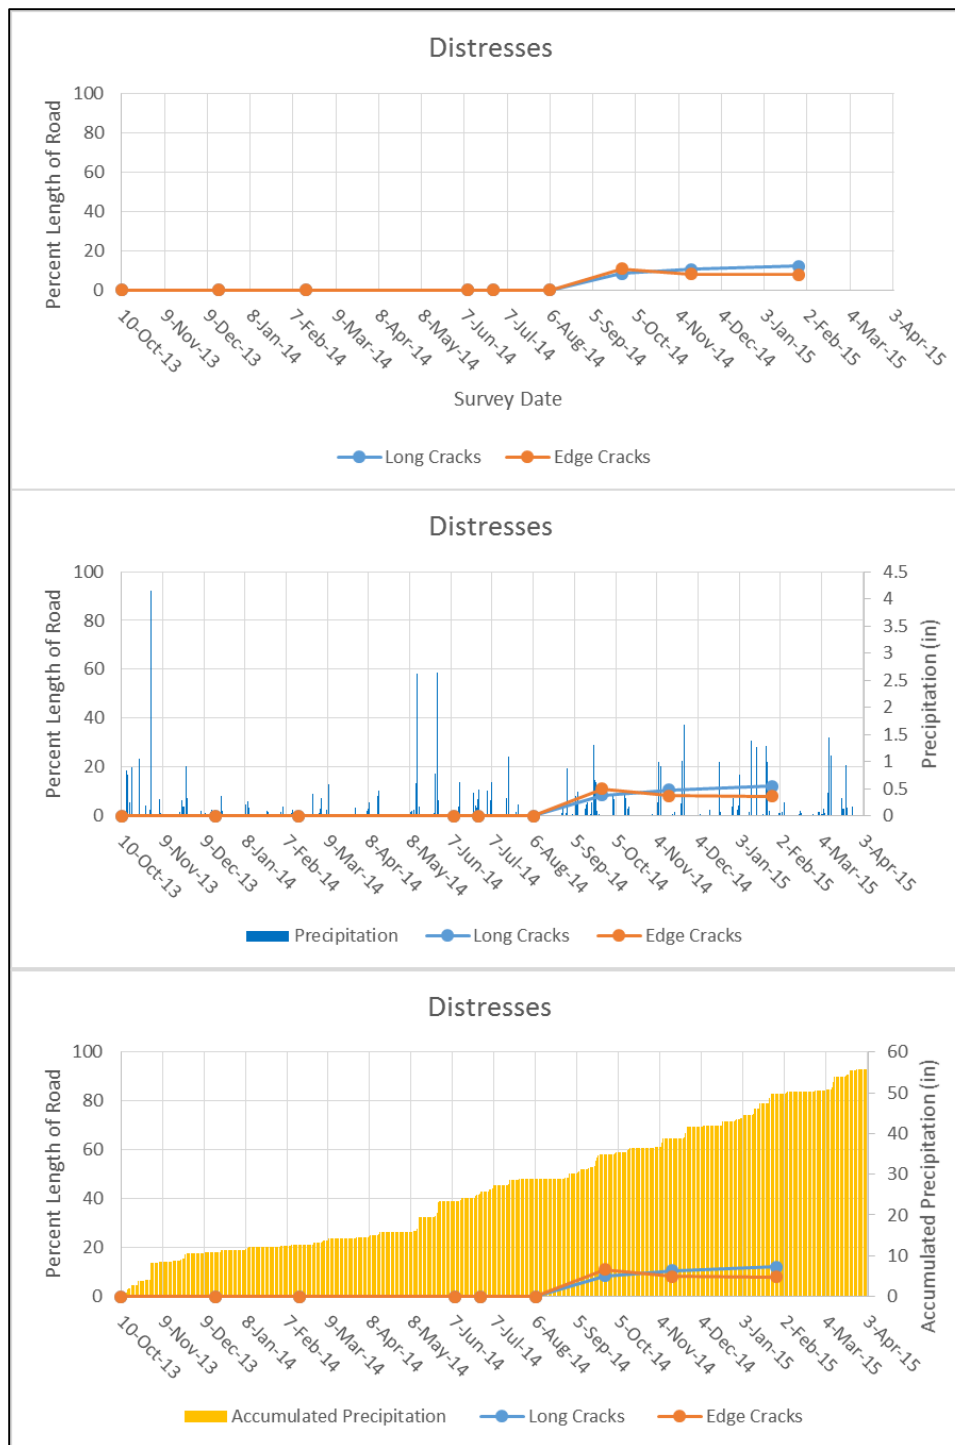 Distresses
100
80
60
40
20
0
Percent Length of Road
10-Oct-13
9-Nov-13
9-Dec-13
8-Jan-14
7-Feb-14
9-Mar-14
8-Apr-14
8-May-14
7-Jun-14
7-Jul-14
6-Aug-14
5-Sep-14
5-Oct-14
4-Nov-14
4-Dec-14
3-Jan-15
2-Feb-15
4-Mar-15
3-Apr-15
Survey Date
Long Cracks Edge Cracks
Distresses
100
80
60
40
20
0
Percent Length of Road
4.5
4
3.5
3
2.5
2
1.5
1
0.5
0
Precipitation (in)
10-Oct-13
9-Nov-13
9-Dec-13
8-Jan-14
7-Feb-14
9-Mar-14
8-Apr-14
8-May-14
7-Jun-14
7-Jul-14
6-Aug-14
5-Sep-14
5-Oct-14
4-Nov-14
4-Dec-14
3-Jan-15
2-Feb-15
4-Mar-15
3-Apr-15
Precipitation Long Cracks Edge Cracks
Distresses
100
80
60
40
20
0
Percent Length of Road
60
50
40
30
20
10
0
Accumulated Precipitation (in)
10-Oct-13
9-Nov-13
9-Dec-13
8-Jan-14
7-Feb-14
9-Mar-14
8-Apr-14
8-May-14
7-Jun-14
7-Jul-14
6-Aug-14
5-Sep-14
5-Oct-14
4-Nov-14
4-Dec-14
3-Jan-15
2-Feb-15
4-Mar-15
3-Apr-15
Accumulated Precipitation Long Cracks Edge Cracks